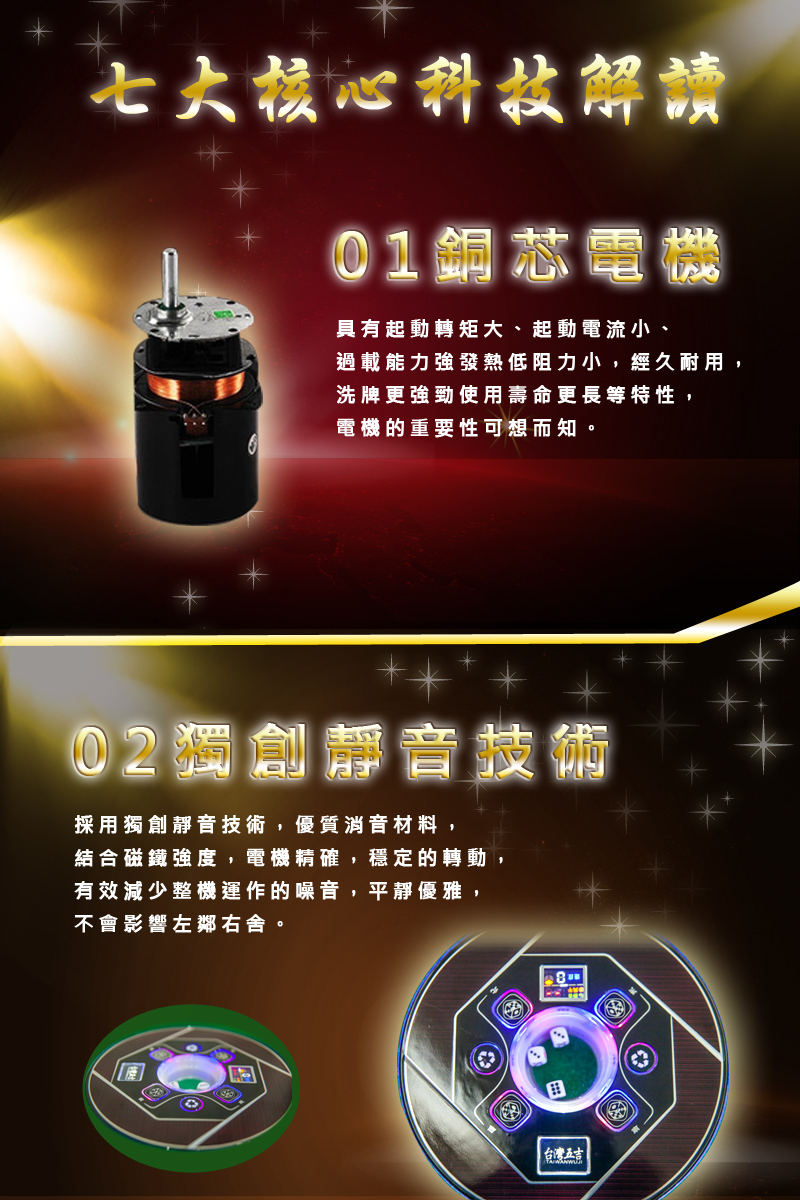 七大核心科技解讀
01銅芯電機
具有起動轉矩大、起動電流小、
過載能力強發熱低阻力小，經久耐用，
洗牌更強勁使用壽命更長等特性，
電機的重要性可想而知。
02獨創靜音技術
採用獨創靜音技術，優質消音材料，
結合磁鐵強度，電機精確，穩定的轉動，
有效減少整機運作的噪音，平靜優雅，
不會影響左鄰右舍。
台灣五吉
TAIWANWUJI